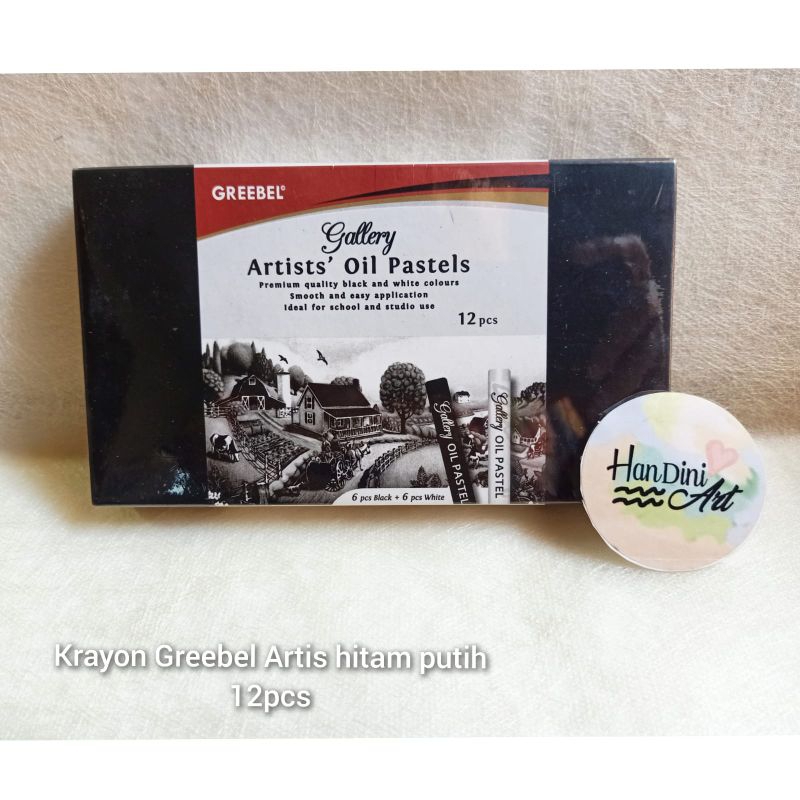 GREEBEL®
Gallery
Artists' Oil Pastels
Premium quality black and white colours
Smooth and easy application
Ideal for school and studio use
12 pcs
Gallery OIL PASTEL
Gallery OIL PASTEL
6 pcs Black + 6 pcs White
HanDini
Art
Krayon Greebel Artis hitam putih
12pcs